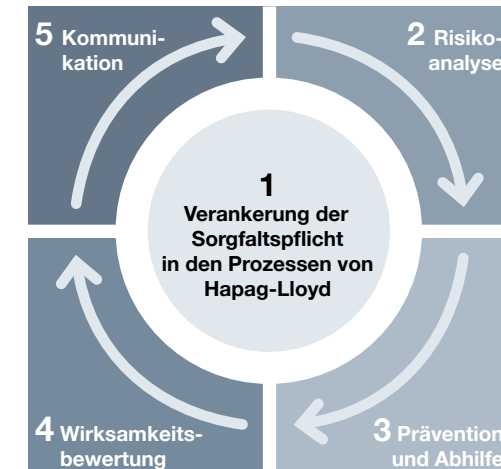 5 Kommuni-
kation
2 Risiko-
analyse
1
Verankerung der
Sorgfaltspflicht
in den Prozessen von
Hapag-Lloyd
4 Wirksamkeits-
bewertung
3 Prävention
und Abhilfe